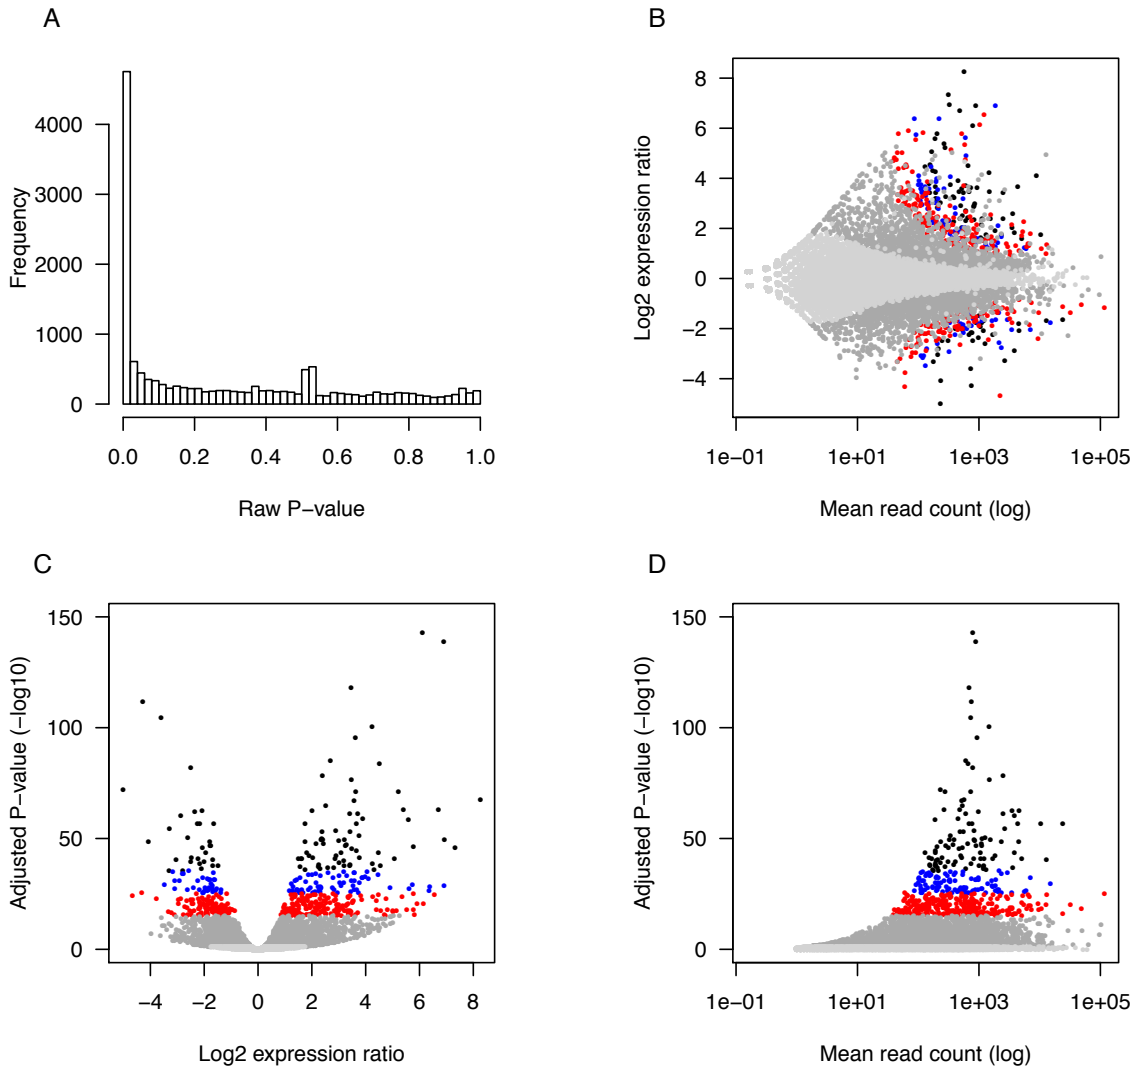 A
Frequency
0
1000
2000
3000
4000
0.0 0.2 0.4 0.6 0.8 1.0
Raw P−value
B
Log2 expression ratio
8
6
4
2
0
−2
−4
1e−01 1e+01 1e+03 1e+05
Mean read count (log)
C
Adjusted P−value (−log10)
150
100
50
0
−4 −2 0 2 4 6 8
Log2 expression ratio
D
Adjusted P−value (−log10)
150
100
50
0
1e−01 1e+01 1e+03 1e+05
Mean read count (log)